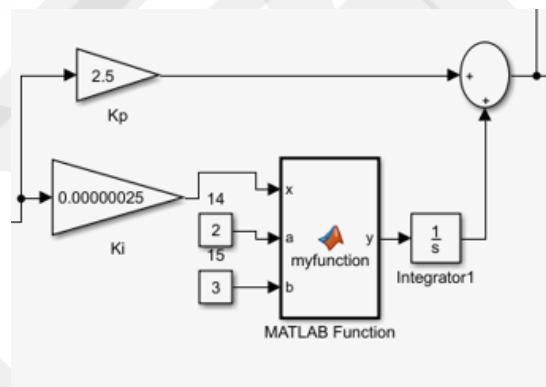 2.5
+
+
Kp
0.00000025
Ki
14
2
15
3
x
a
b
y
myfunction
MATLAB Function
1
s
Integrator1